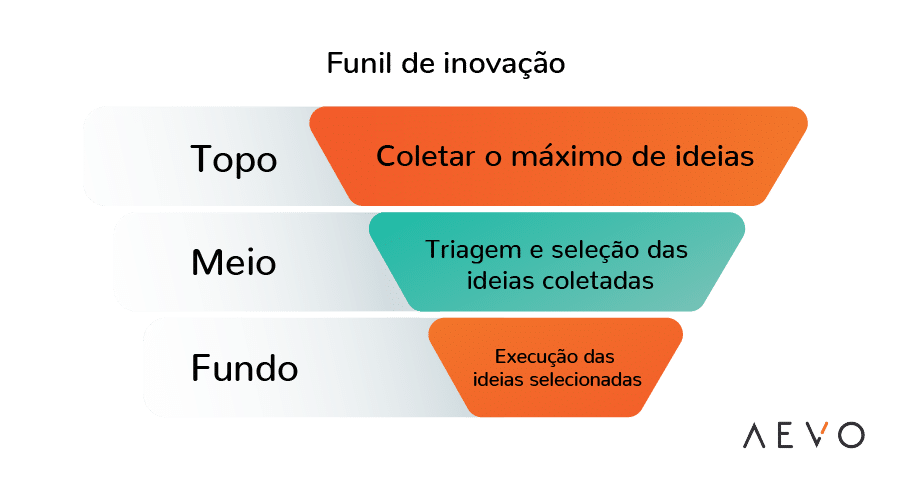 Funil de inovação
Topo
Coletar o máximo de ideias
Meio
Triagem e seleção das
ideias coletadas
Fundo
Execução das
ideias selecionadas
AEVO